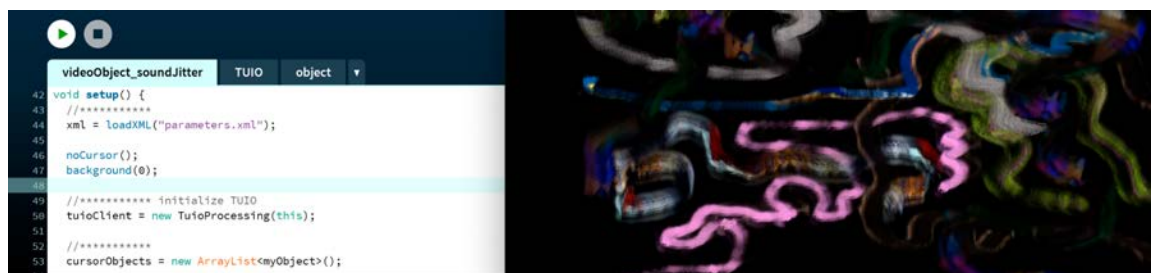 videoObject_soundJitter TUIO object ▼
42 void setup() {
43 //***********
44 xml = loadXML("parameters.xml");
45
46 noCursor();
47 background(0);
48
49 //*********** initialize TUIO
50 tuioClient = new TuioProcessing(this);
51
52 //***********
53 cursorObjects = new ArrayList<myObject>();